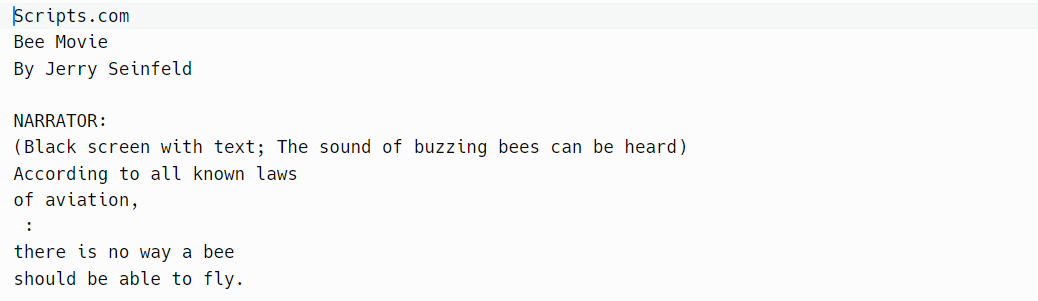 Scripts.com
Bee Movie
By Jerry Seinfeld

NARRATOR:
(Black screen with text; The sound of buzzing bees can be heard)
According to all known laws
of aviation,
 :
there is no way a bee
should be able to fly.